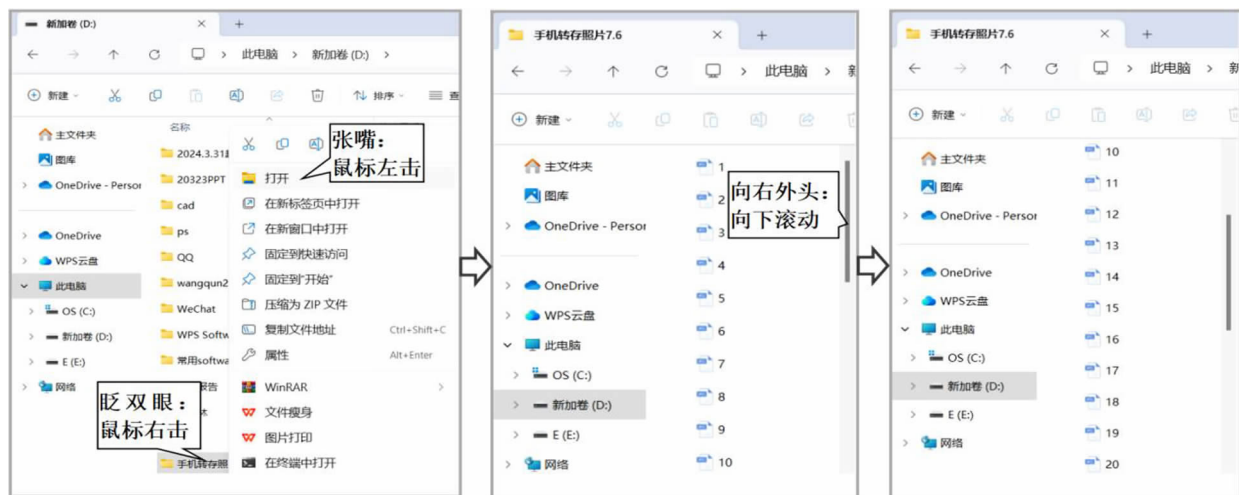 新加卷 (D:)
此电脑 > 新加卷 (D:) >
新建
排序
查
主文件夹
图库
OneDrive - Persor
OneDrive
WPS云盘
此电脑
OS (C:)
新加卷 (D:)
E (E:)
网络
名称
2024.3.31
20323PPT
cad
ps
QQ
wangqun2
WeChat
WPS Softw
常用softwa
报告
手机转存照
张嘴：
鼠标左击
打开
在新标签页中打开
在新窗口中打开
固定到快速访问
固定到"开始"
压缩为 ZIP 文件
复制文件地址 Ctrl+Shift+C
属性 Alt+Enter
WinRAR
文件瘦身
图片打印
在终端中打开
眨双眼：
鼠标右击
手机转存照片7.6
此电脑 >
新建
主文件夹
图库
OneDrive - Persor
OneDrive
WPS云盘
此电脑
OS (C:)
新加卷 (D:)
E (E:)
网络
1
2
3
4
5
6
7
8
9
10
向右外头：
向下滚动
手机转存照片7.6
此电脑 >
新建
主文件夹
图库
OneDrive - Persor
OneDrive
WPS云盘
此电脑
OS (C:)
新加卷 (D:)
E (E:)
网络
10
11
12
13
14
15
16
17
18
19
20